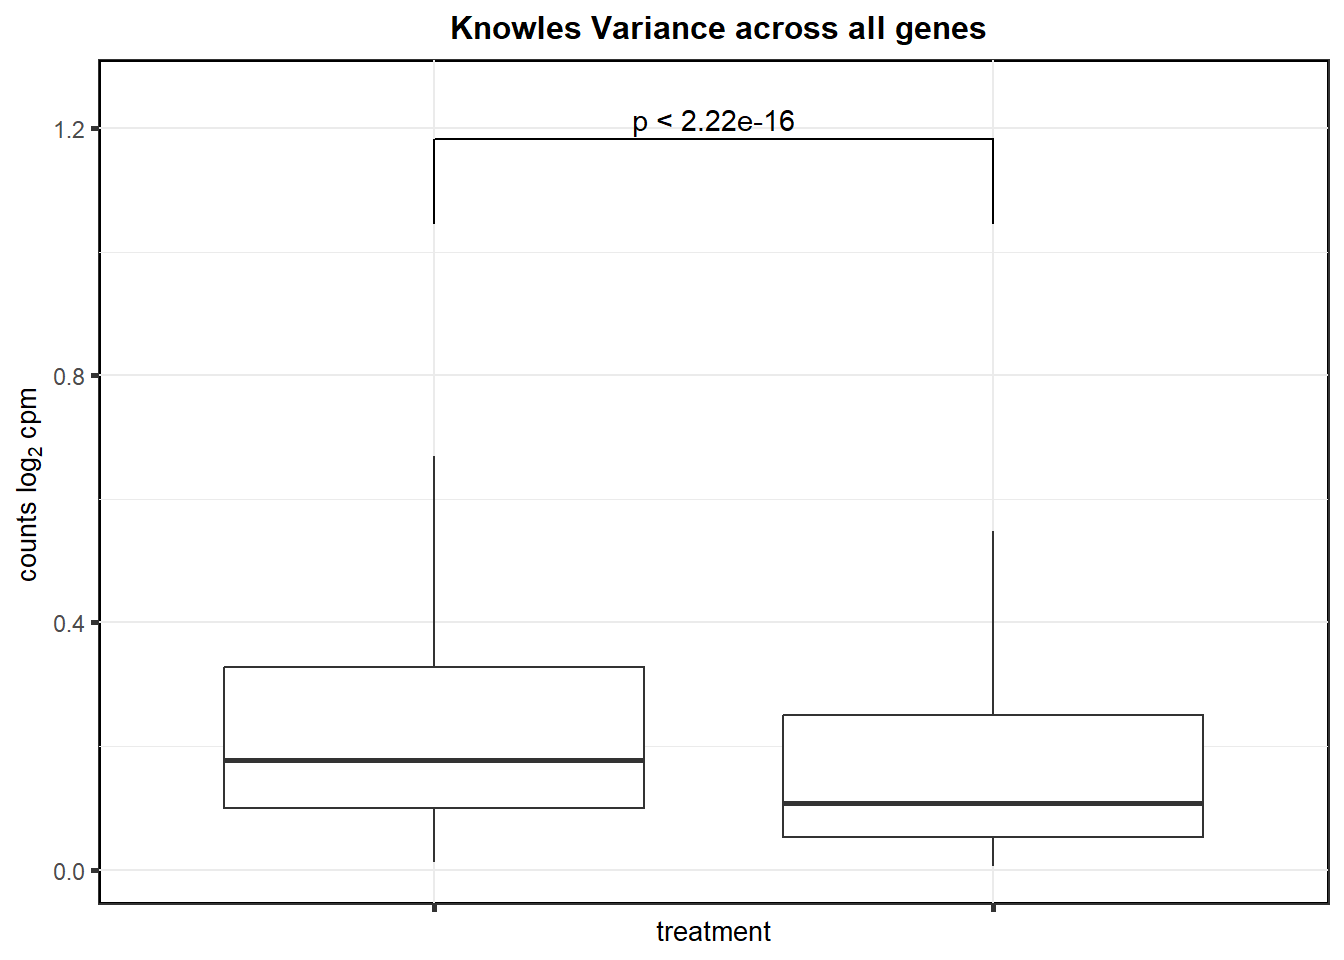 Knowles Variance across all genes
p < 2.22e-16
1.2
0.8
0.4
0.0
counts log₂ cpm
treatment